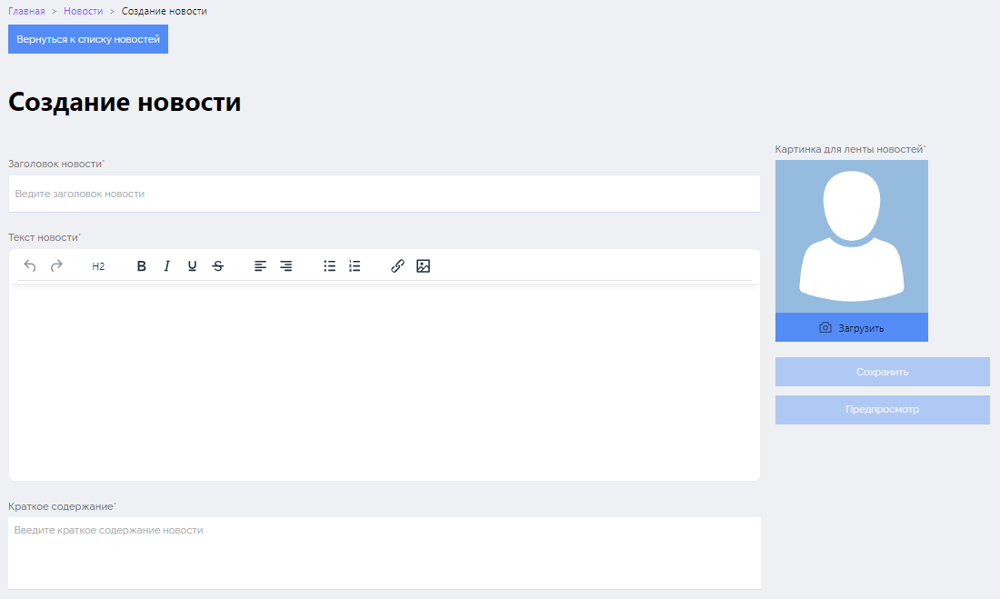 Главная > Новости > Создание новости
Вернуться к списку новостей
Создание новости
Заголовок новости*
Ведите заголовок новости
Текст новости*
H2 B I U S
Краткое содержание*
Введите краткое содержание новости
Картинка для ленты новостей*
Загрузить
Сохранить
Предпросмотр